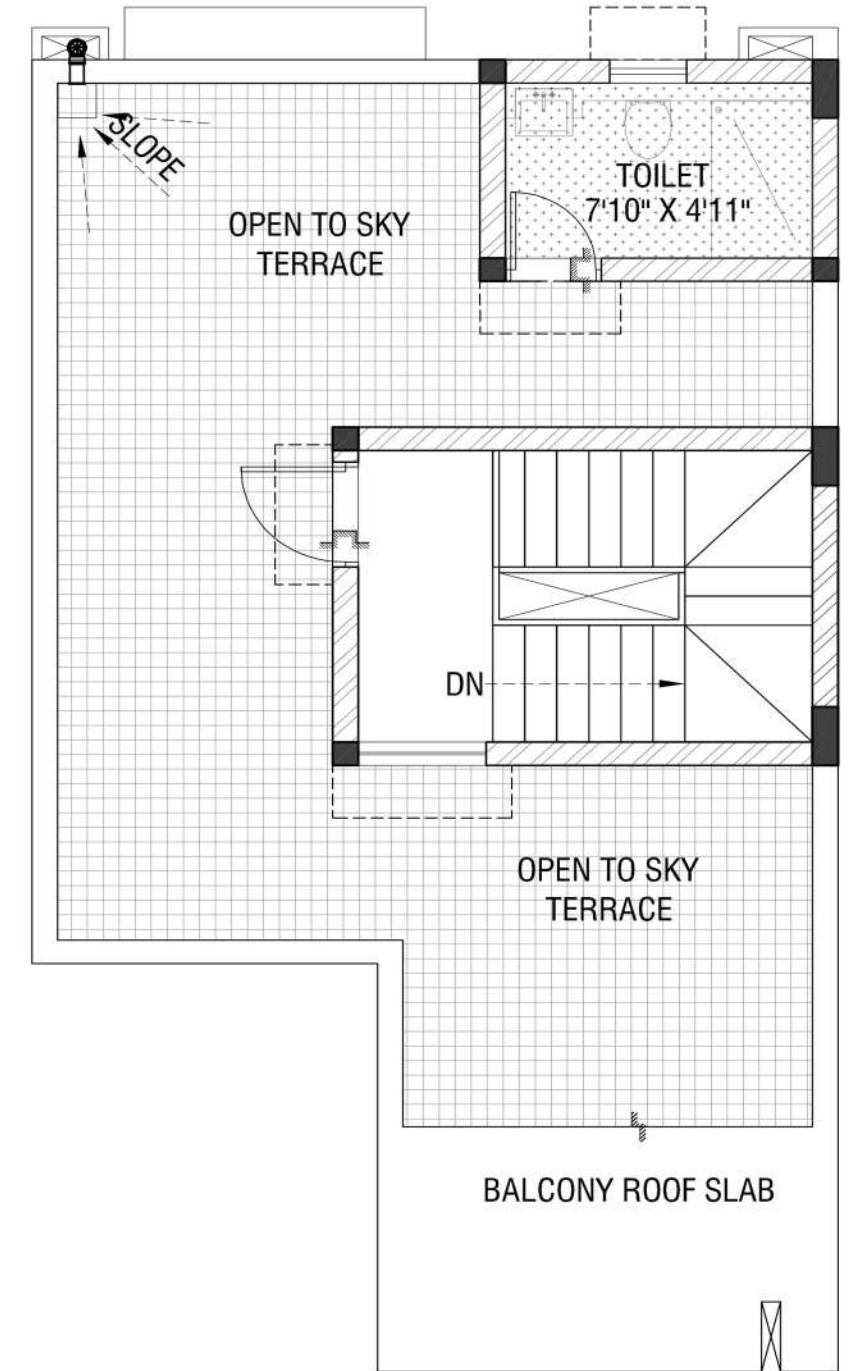 SLOPE
TOILET
7'10" X 4'11"
OPEN TO SKY
TERRACE
DN
OPEN TO SKY
TERRACE
BALCONY ROOF SLAB